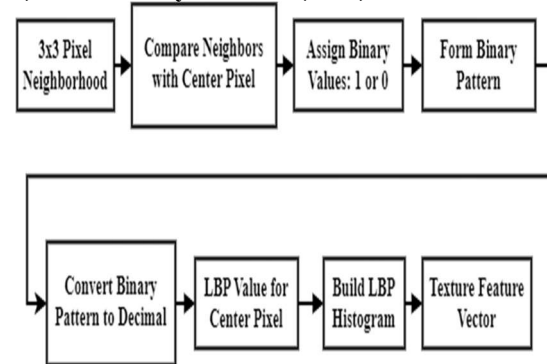 3x3 Pixel
Neighborhood
Compare Neighbors
with Center Pixel
Assign Binary
Values: 1 or 0
Form Binary
Pattern
Convert Binary
Pattern to Decimal
LBP Value for
Center Pixel
Build LBP
Histogram
Texture Feature
Vector